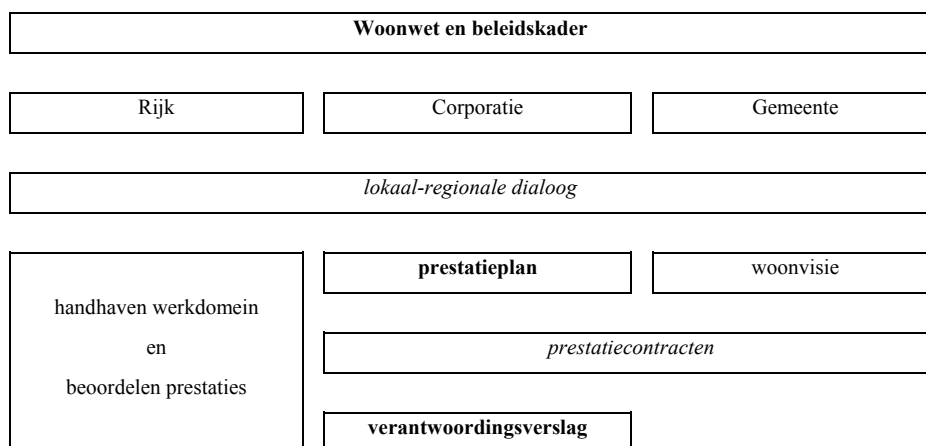 Woonwet en beleidskader
Rijk
Corporatie
Gemeente
lokaal-regionale dialoog
handhaven werkdomein
en
beoordelen prestaties
prestatieplan
woonvisie
prestatiecontracten
verantwoordingsverslag